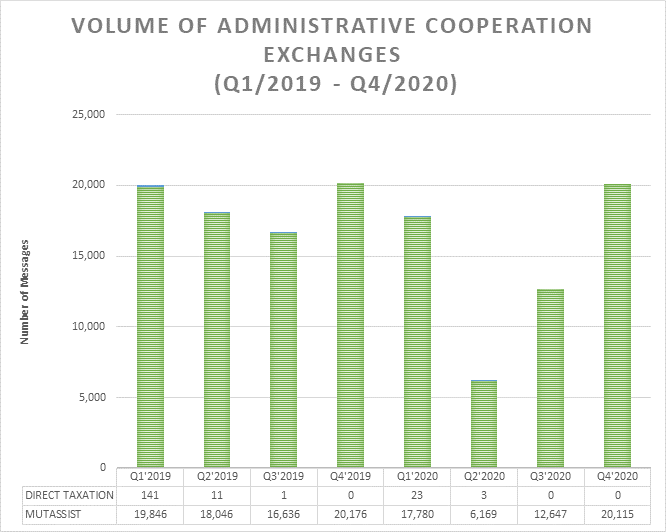 VOLUME OF ADMINISTRATIVE COOPERATION
EXCHANGES
(Q1/2019 - Q4/2020)
Number of Messages
25,000
20,000
15,000
10,000
5,000
0
Q1'2019 Q2'2019 Q3'2019 Q4'2019 Q1'2020 Q2'2020 Q3'2020 Q4'2020
DIRECT TAXATION 141 11 1 0 23 3 0 0
MUTASSIST 19,846 18,046 16,636 20,176 17,780 6,169 12,647 20,115